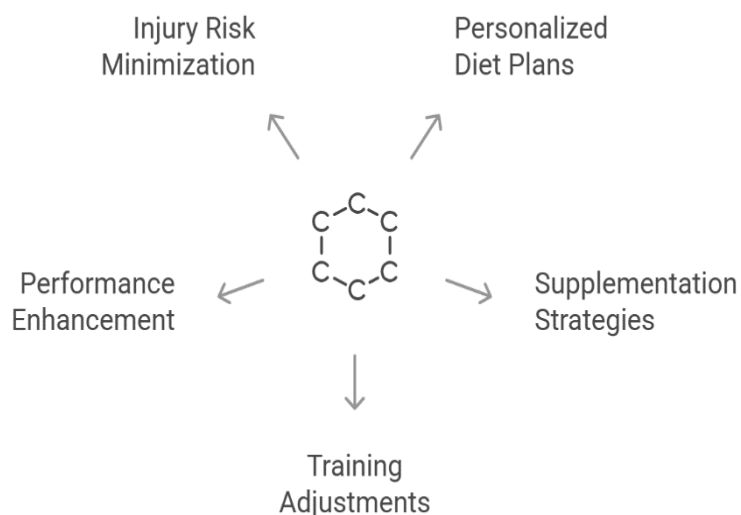 Injury Risk
Minimization
Personalized
Diet Plans
C
C
C
C
C
C
Performance
Enhancement
Supplementation
Strategies
Training
Adjustments